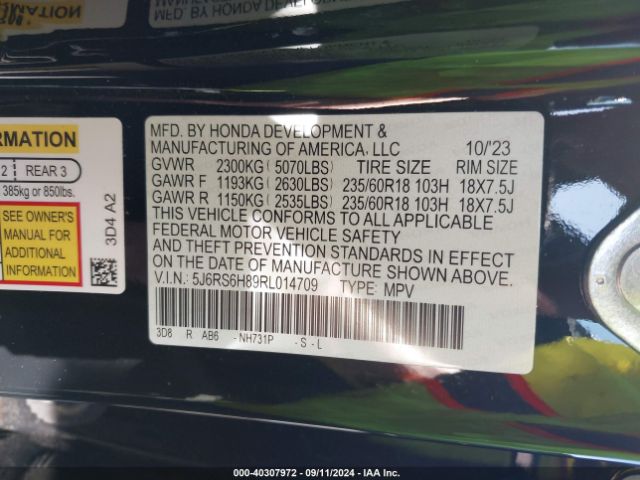 MFD. BY HONDA DEVELOPMENT &
MANUFACTURING OF AMERICA, LLC 10/'23
GVWR 2300KG ( 5070LBS) TIRE SIZE RIM SIZE
GAWR F 1193KG ( 2630LBS) 235/60R18 103H 18X7.5J
GAWR R 1150KG ( 2535LBS) 235/60R18 103H 18X7.5J
THIS VEHICLE CONFORMS TO ALL APPLICABLE
FEDERAL MOTOR VEHICLE SAFETY
AND THEFT PREVENTION STANDARDS IN EFFECT
ON THE DATE OF MANUFACTURE SHOWN ABOVE.
V.I.N.: 5J6RS6H89RL014709 TYPE: MPV
3D8 R AB6 -NH731P - S - L
ORMATION
2 REAR 3
385kg or 850lbs.
SEE OWNER'S
MANUAL FOR
ADDITIONAL
INFORMATION
3D4 A2
000-40307972 - 09/11/2024 - IAA Inc.